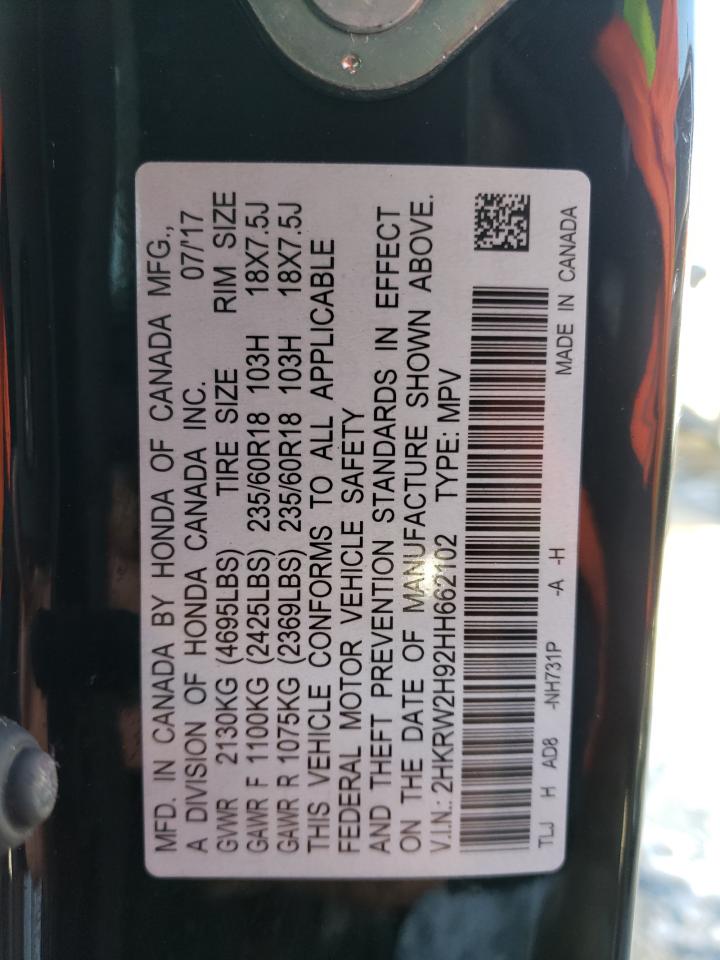 MFD. IN CANADA BY HONDA OF CANADA MFG.,
A DIVISION OF HONDA CANADA INC. 07/'17
GVWR 2130KG (4695LBS) TIRE SIZE RIM SIZE
GAWR F 1100KG (2425LBS) 235/60R18 103H 18X7.5J
GAWR R 1075KG (2369LBS) 235/60R18 103H 18X7.5J
THIS VEHICLE CONFORMS TO ALL APPLICABLE
FEDERAL MOTOR VEHICLE SAFETY
AND THEFT PREVENTION STANDARDS IN EFFECT
ON THE DATE OF MANUFACTURE SHOWN ABOVE.
V.I.N.: 2HKRW2H92HH662102 TYPE: MPV
TLJ H AD8 -NH731P -A -H MADE IN CANADA